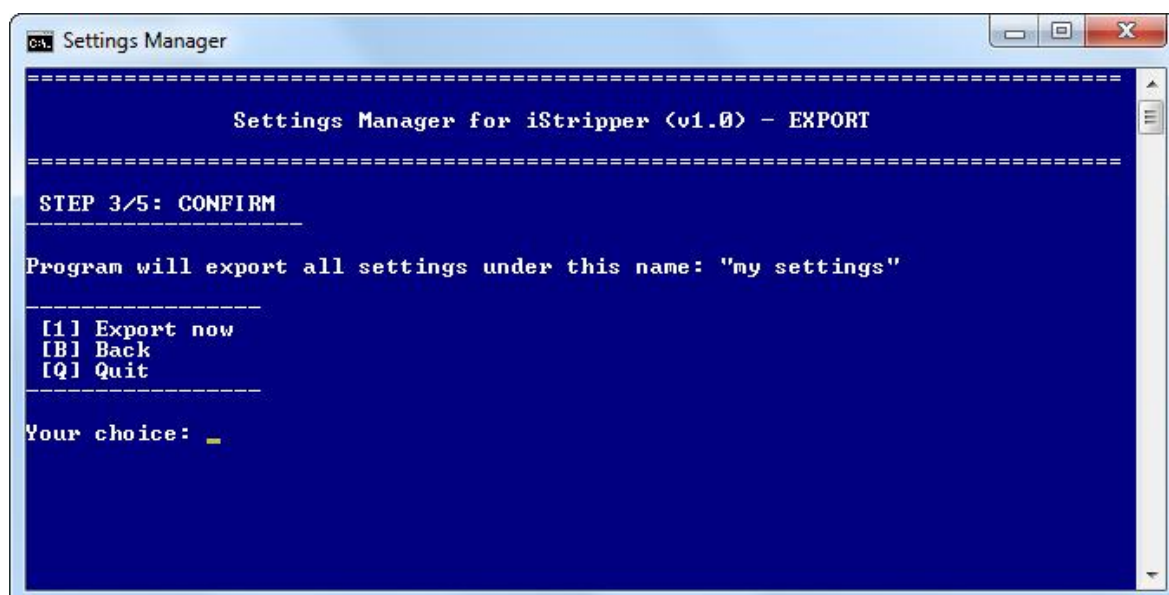 C:\. Settings Manager
===============================================================================
Settings Manager for iStripper (v1.0) - EXPORT
===============================================================================
STEP 3/5: CONFIRM
--------------------
Program will export all settings under this name: "my settings"
-----------------
[1] Export now
[B] Back
[Q] Quit
-----------------
Your choice: _